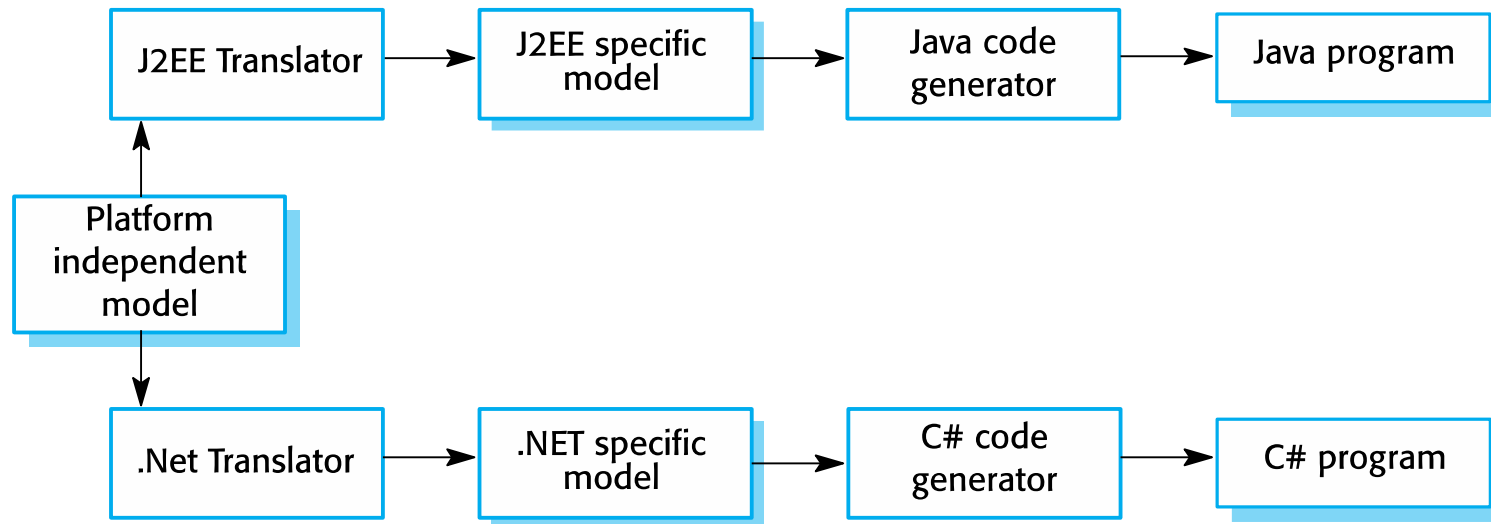 J2EE Translator
J2EE specific
model
Java code
generator
Java program
Platform
independent
model
.Net Translator
.NET specific
model
C# code
generator
C# program